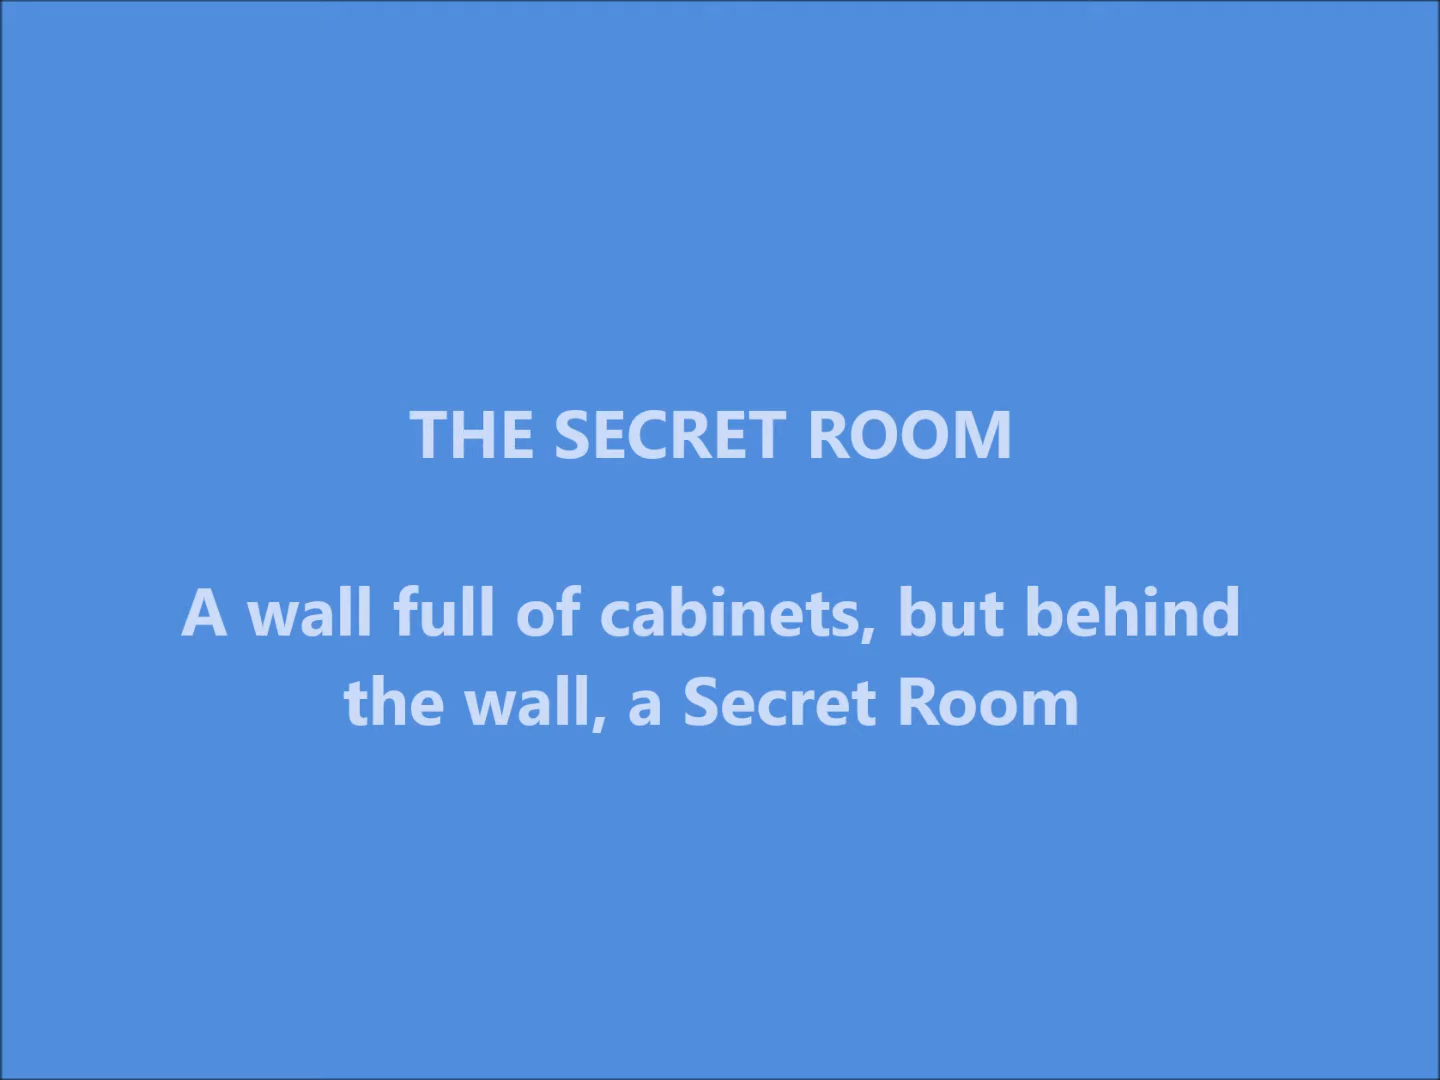 THE SECRET ROOM
A wall full of cabinets, but behind
the wall, a Secret Room